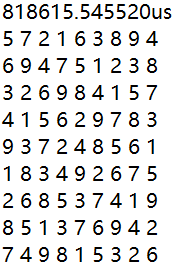 818615.545520us
5 7 2 1 6 3 8 9 4
6 9 4 7 5 1 2 3 8
3 2 6 9 8 4 1 5 7
4 1 5 6 2 9 7 8 3
9 3 7 2 4 8 5 6 1
1 8 3 4 9 2 6 7 5
2 6 8 5 3 7 4 1 9
8 5 1 3 7 6 9 4 2
7 4 9 8 1 5 3 2 6